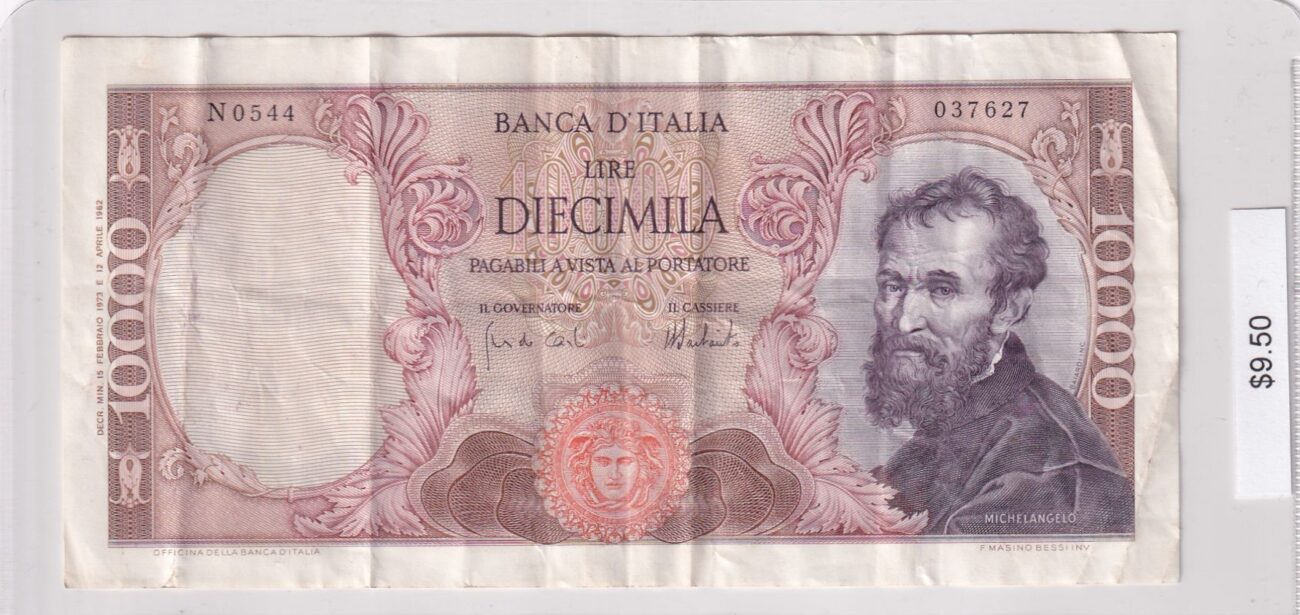 N 0544
037627
BANCA D'ITALIA
LIRE
10000
DIECIMILA
PAGABILI A VISTA AL PORTATORE
IL GOVERNATORE
IL CASSIERE
10000
10000
DECR. MIN. 15 FEBBRAIO 1973 E 12 APRILE 1962
MICHELANGELO
OFFICINA DELLA BANCA D'ITALIA
F. MASINO BESSI INV.
$9.50